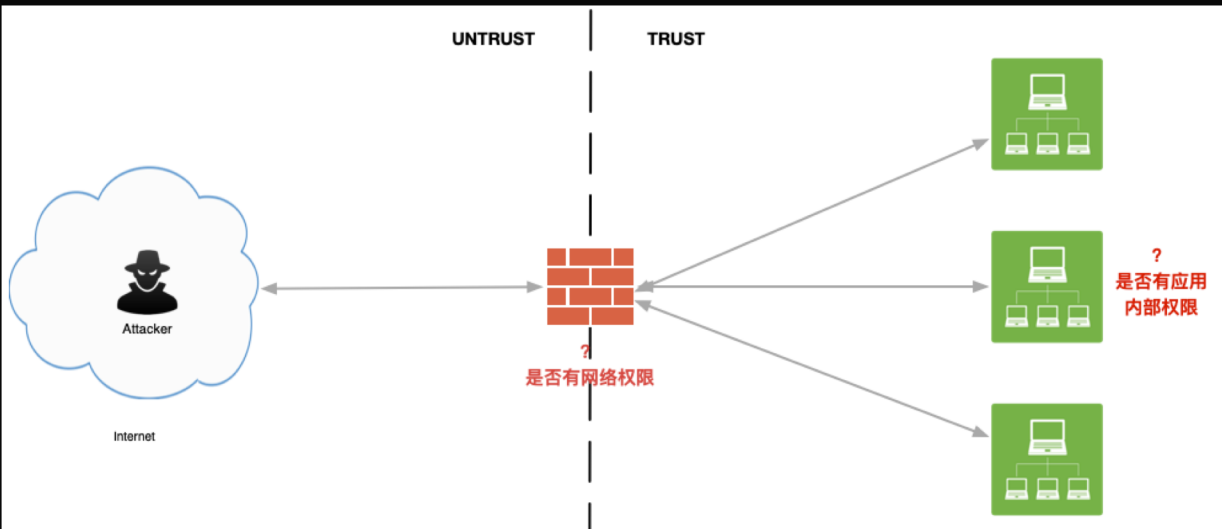 UNTRUST
TRUST
Attacker
Internet
?
是否有网络权限
?
是否有应用
内部权限